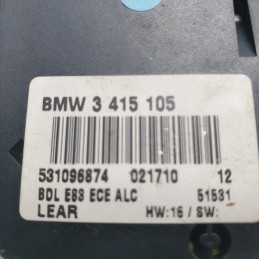 BMW 3 415 105
531096874 021710 12
BDL E83 ECE ALC 51531
LEAR HW:16 / SW: